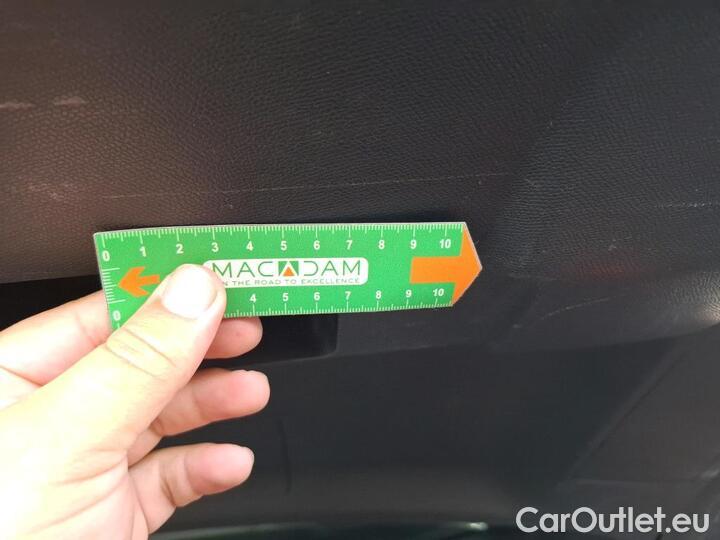 0 1 2 3 4 5 6 7 8 9 10
MACADAM
N THE ROAD TO EXCELLENCE
0 4 5 6 7 8 9 10
CarOutlet.eu